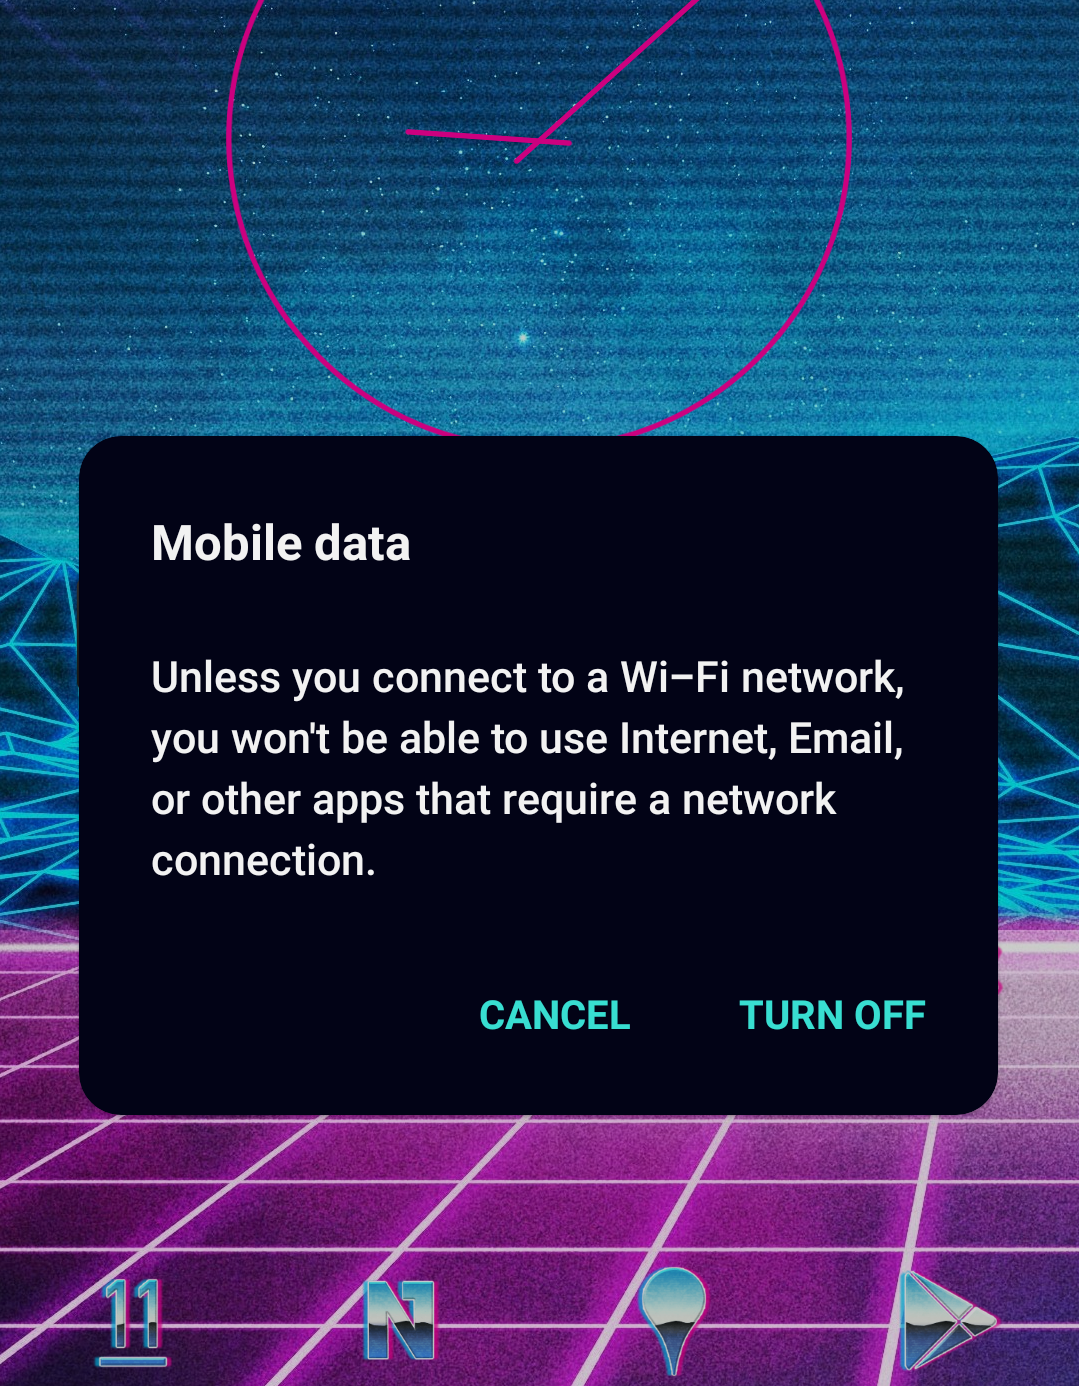 Mobile data
Unless you connect to a Wi–Fi network,
you won't be able to use Internet, Email,
or other apps that require a network
connection.
CANCEL TURN OFF
11 N